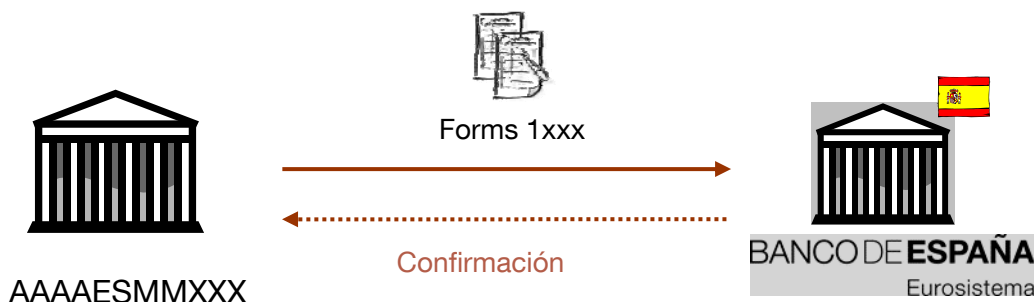 Forms 1xxx
Confirmación
BANCO DE ESPAÑA
Eurosistema
AAAAESMMXXX